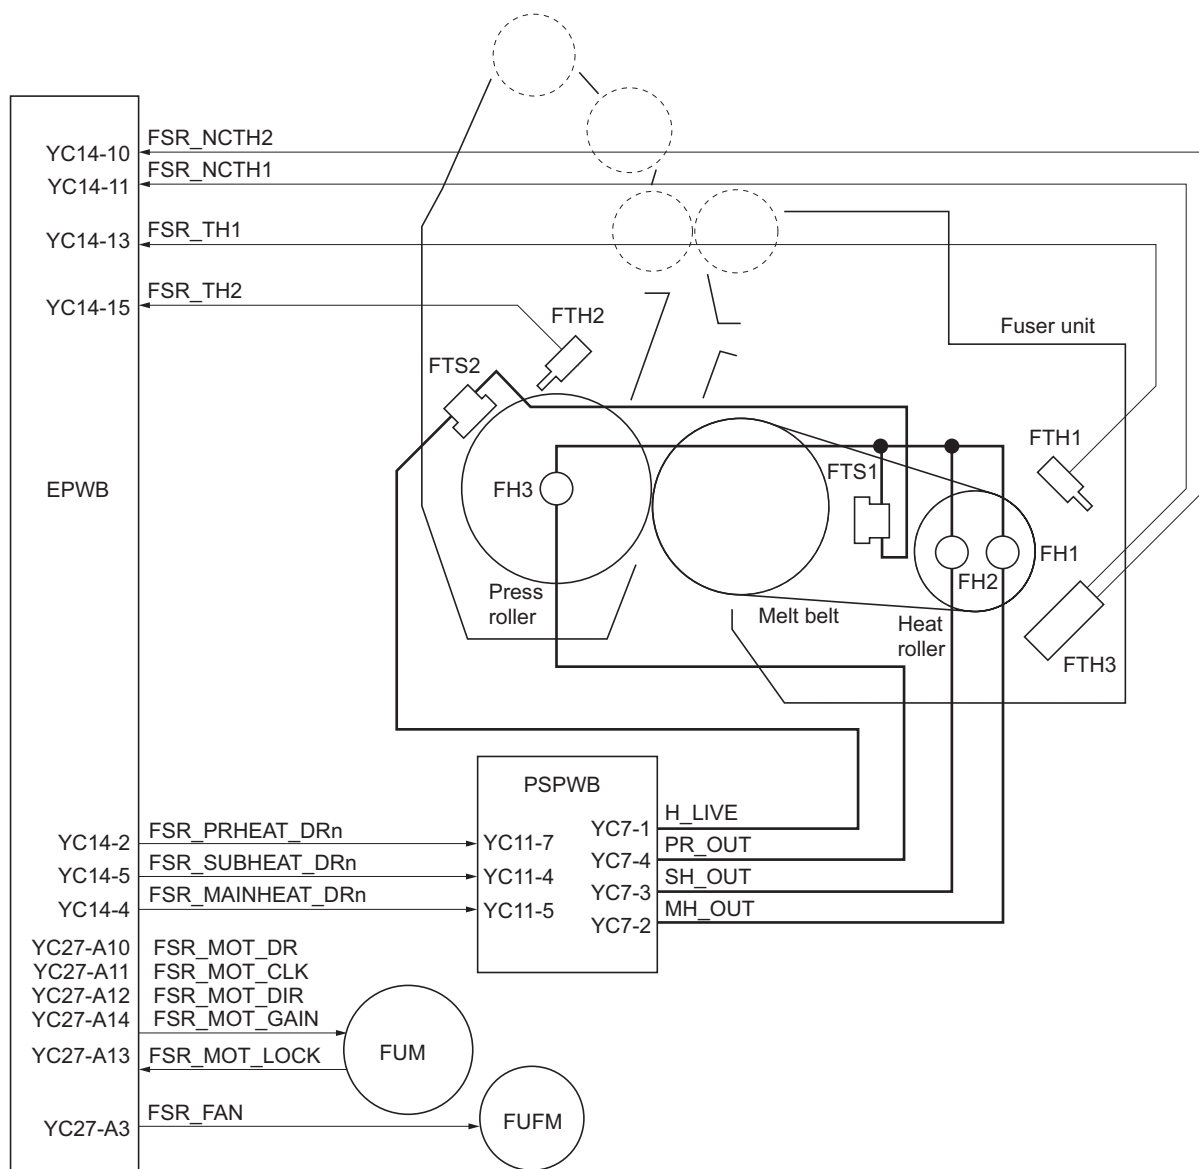 YC14-10 FSR_NCTH2
YC14-11 FSR_NCTH1
YC14-13 FSR_TH1
YC14-15 FSR_TH2
FTH2
Fuser unit
FTS2
FTH1
FTS1
EPWB
FH3
FH1
FH2
Press
roller
Melt belt
Heat
roller
FTH3
PSPWB
H_LIVE
YC7-1
PR_OUT
YC7-4
SH_OUT
YC7-3
MH_OUT
YC7-2
YC14-2 FSR_PRHEAT_DRn YC11-7
YC14-5 FSR_SUBHEAT_DRn YC11-4
YC14-4 FSR_MAINHEAT_DRn YC11-5
YC27-A10 FSR_MOT_DR
YC27-A11 FSR_MOT_CLK
YC27-A12 FSR_MOT_DIR
YC27-A14 FSR_MOT_GAIN
YC27-A13 FSR_MOT_LOCK
FUM
YC27-A3 FSR_FAN
FUFM